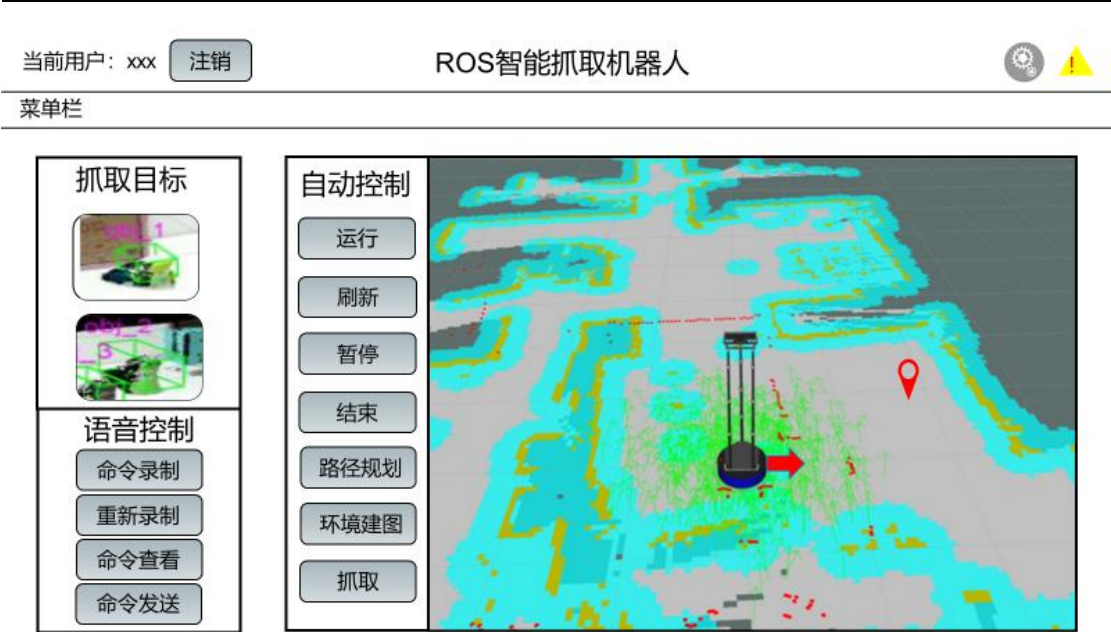 当前用户：xxx 注销 ROS智能抓取机器人
!
菜单栏
抓取目标
obj_1
obj_2
_3
语音控制
命令录制
重新录制
命令查看
命令发送
自动控制
运行
刷新
暂停
结束
路径规划
环境建图
抓取